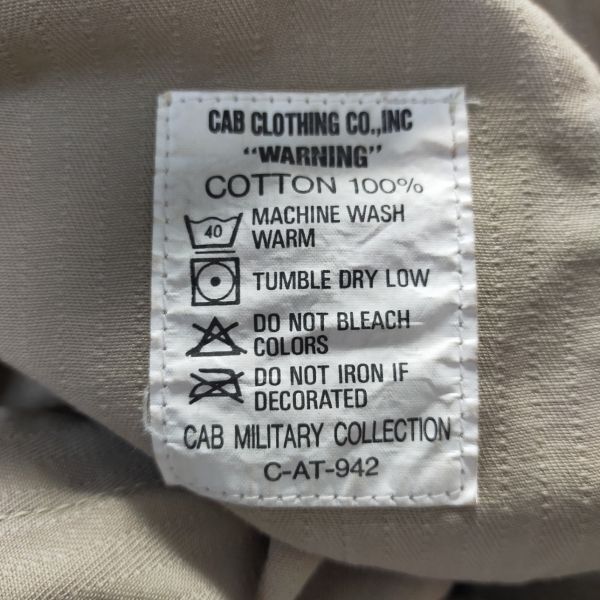 CAB CLOTHING CO.,INC
"WARNING"
COTTON 100%
40
MACHINE WASH
WARM
TUMBLE DRY LOW
DO NOT BLEACH
COLORS
DO NOT IRON IF
DECORATED
CAB MILITARY COLLECTION
C-AT-942